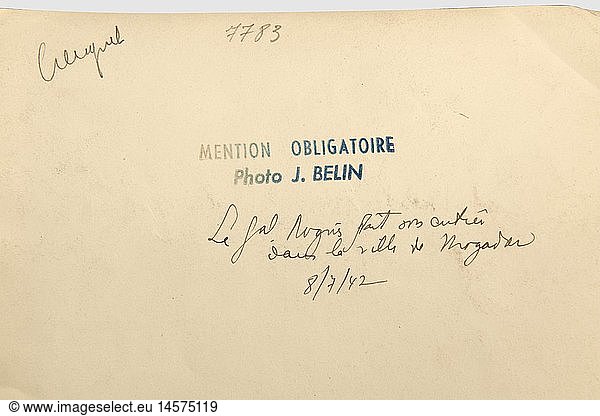 7783
MENTION OBLIGATOIRE
Photo J. BELIN
Le Gal Noguès fait son entrée
dans la ville de Mogador
8/7/42
www.agefotostock.eu | 14575119